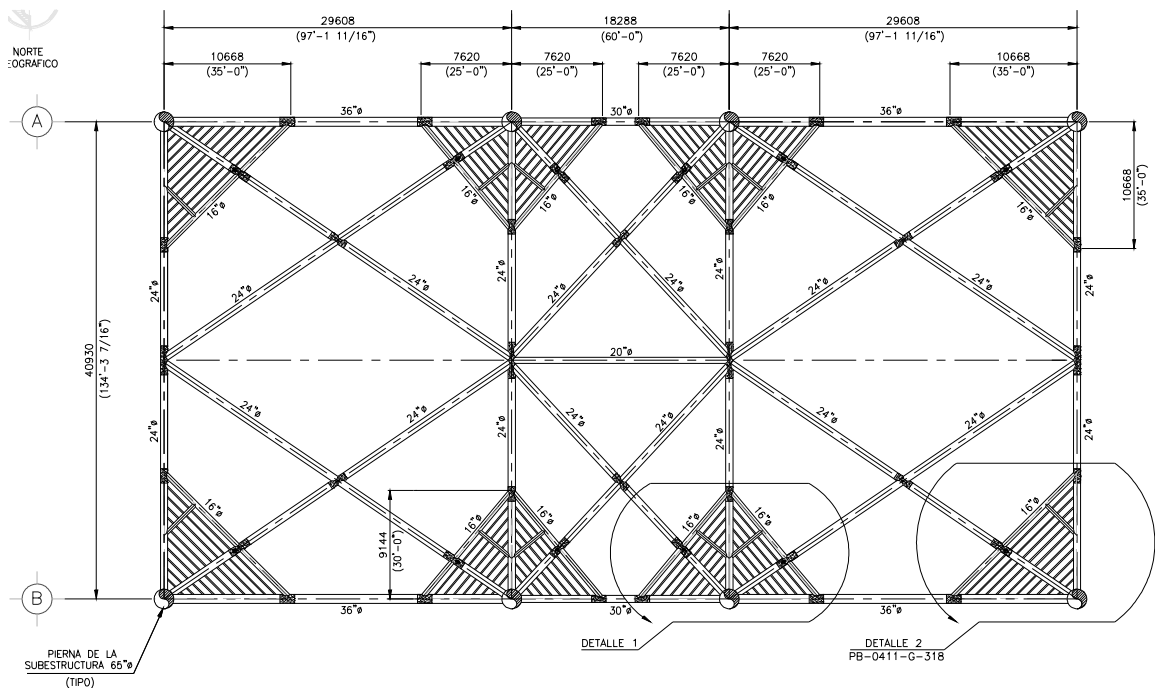 29608
(97'-1 11/16")
18288
(60'-0")
29608
(97'-1 11/16")
NORTE
EOGRAFICO
10668
(35'-0")
7620
(25'-0")
7620
(25'-0")
7620
(25'-0")
7620
(25'-0")
10668
(35'-0")
A
36"ø
30"ø
36"ø
10668
(35'-0")
16"ø
16"ø
16"ø
16"ø
16"ø
16"ø
24"ø
24"ø
24"ø
24"ø
24"ø
24"ø
24"ø
24"ø
24"ø
24"ø
40930
(134'-3 7/16")
20"ø
24"ø
24"ø
24"ø
24"ø
24"ø
24"ø
24"ø
24"ø
24"ø
24"ø
16"ø
9144
(30'-0")
16"ø
16"ø
16"ø
16"ø
16"ø
B
36"ø
30"ø
36"ø
PIERNA DE LA
SUBESTRUCTURA 65"ø
(TIPO)
DETALLE 1
DETALLE 2
PB-0411-G-318